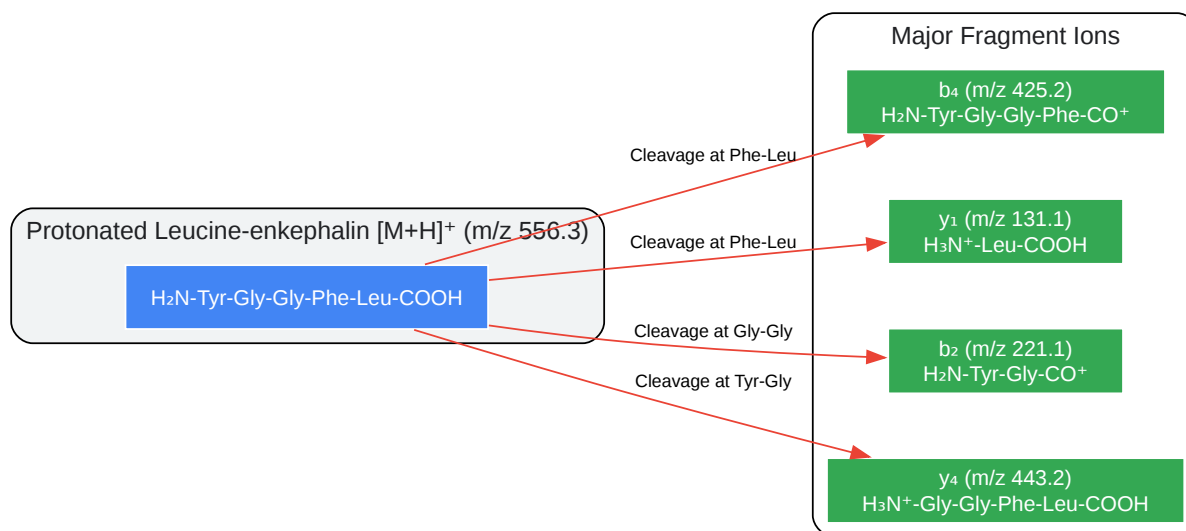 Major Fragment Ions
b₄ (m/z 425.2)
H₂N-Tyr-Gly-Gly-Phe-CO⁺
Cleavage at Phe-Leu
Protonated Leucine-enkephalin [M+H]⁺ (m/z 556.3)
H₂N-Tyr-Gly-Gly-Phe-Leu-COOH
Cleavage at Phe-Leu
y₁ (m/z 131.1)
H₃N⁺-Leu-COOH
Cleavage at Gly-Gly
b₂ (m/z 221.1)
H₂N-Tyr-Gly-CO⁺
Cleavage at Tyr-Gly
y₄ (m/z 443.2)
H₃N⁺-Gly-Gly-Phe-Leu-COOH